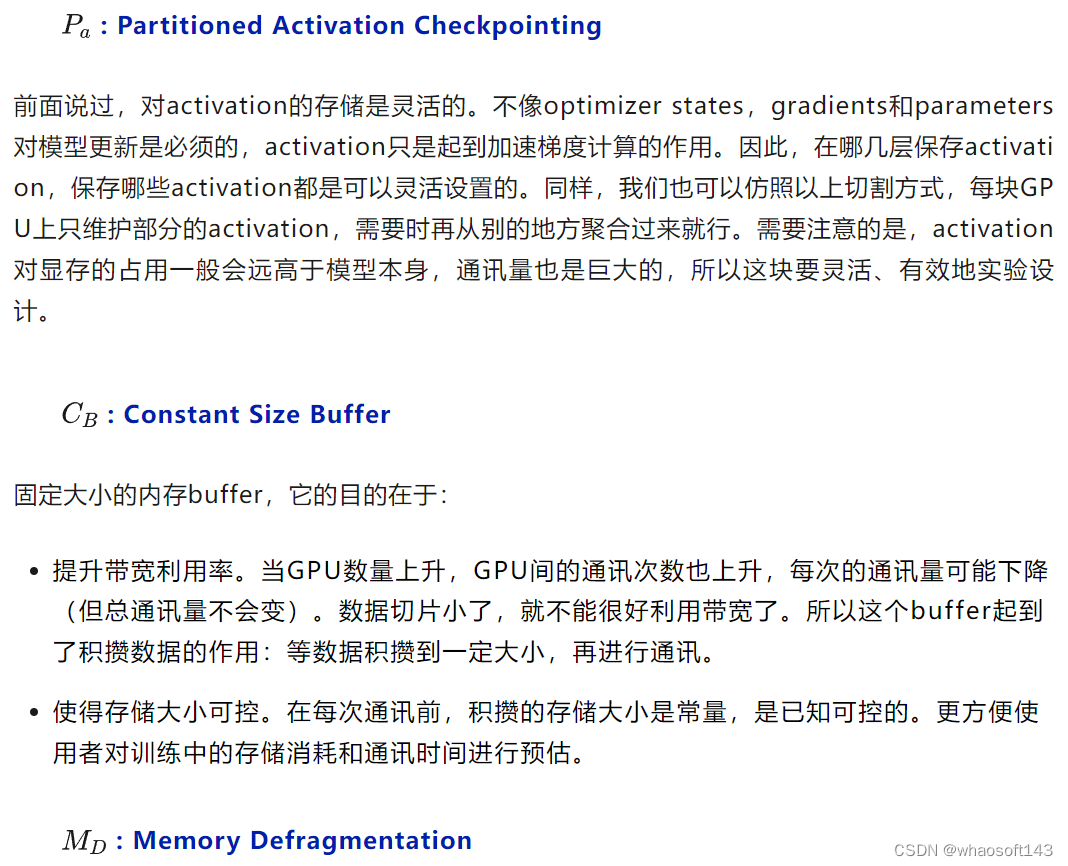 Pa : Partitioned Activation Checkpointing
前面说过，对activation的存储是灵活的。不像optimizer states，gradients和parameters
对模型更新是必须的，activation只是起到加速梯度计算的作用。因此，在哪几层保存activati
on，保存哪些activation都是可以灵活设置的。同样，我们也可以仿照以上切割方式，每块GP
U上只维护部分的activation，需要时再从别的地方聚合过来就行。需要注意的是，activation
对显存的占用一般会远高于模型本身，通讯量也是巨大的，所以这块要灵活、有效地实验设
计。
CB : Constant Size Buffer
固定大小的内存buffer，它的目的在于：
• 提升带宽利用率。当GPU数量上升，GPU间的通讯次数也上升，每次的通讯量可能下降
（但总通讯量不会变）。数据切片小了，就不能很好利用带宽了。所以这个buffer起到
了积攒数据的作用：等数据积攒到一定大小，再进行通讯。
• 使得存储大小可控。在每次通讯前，积攒的存储大小是常量，是已知可控的。更方便使
用者对训练中的存储消耗和通讯时间进行预估。
MD : Memory Defragmentation
CSDN @whaosoft143